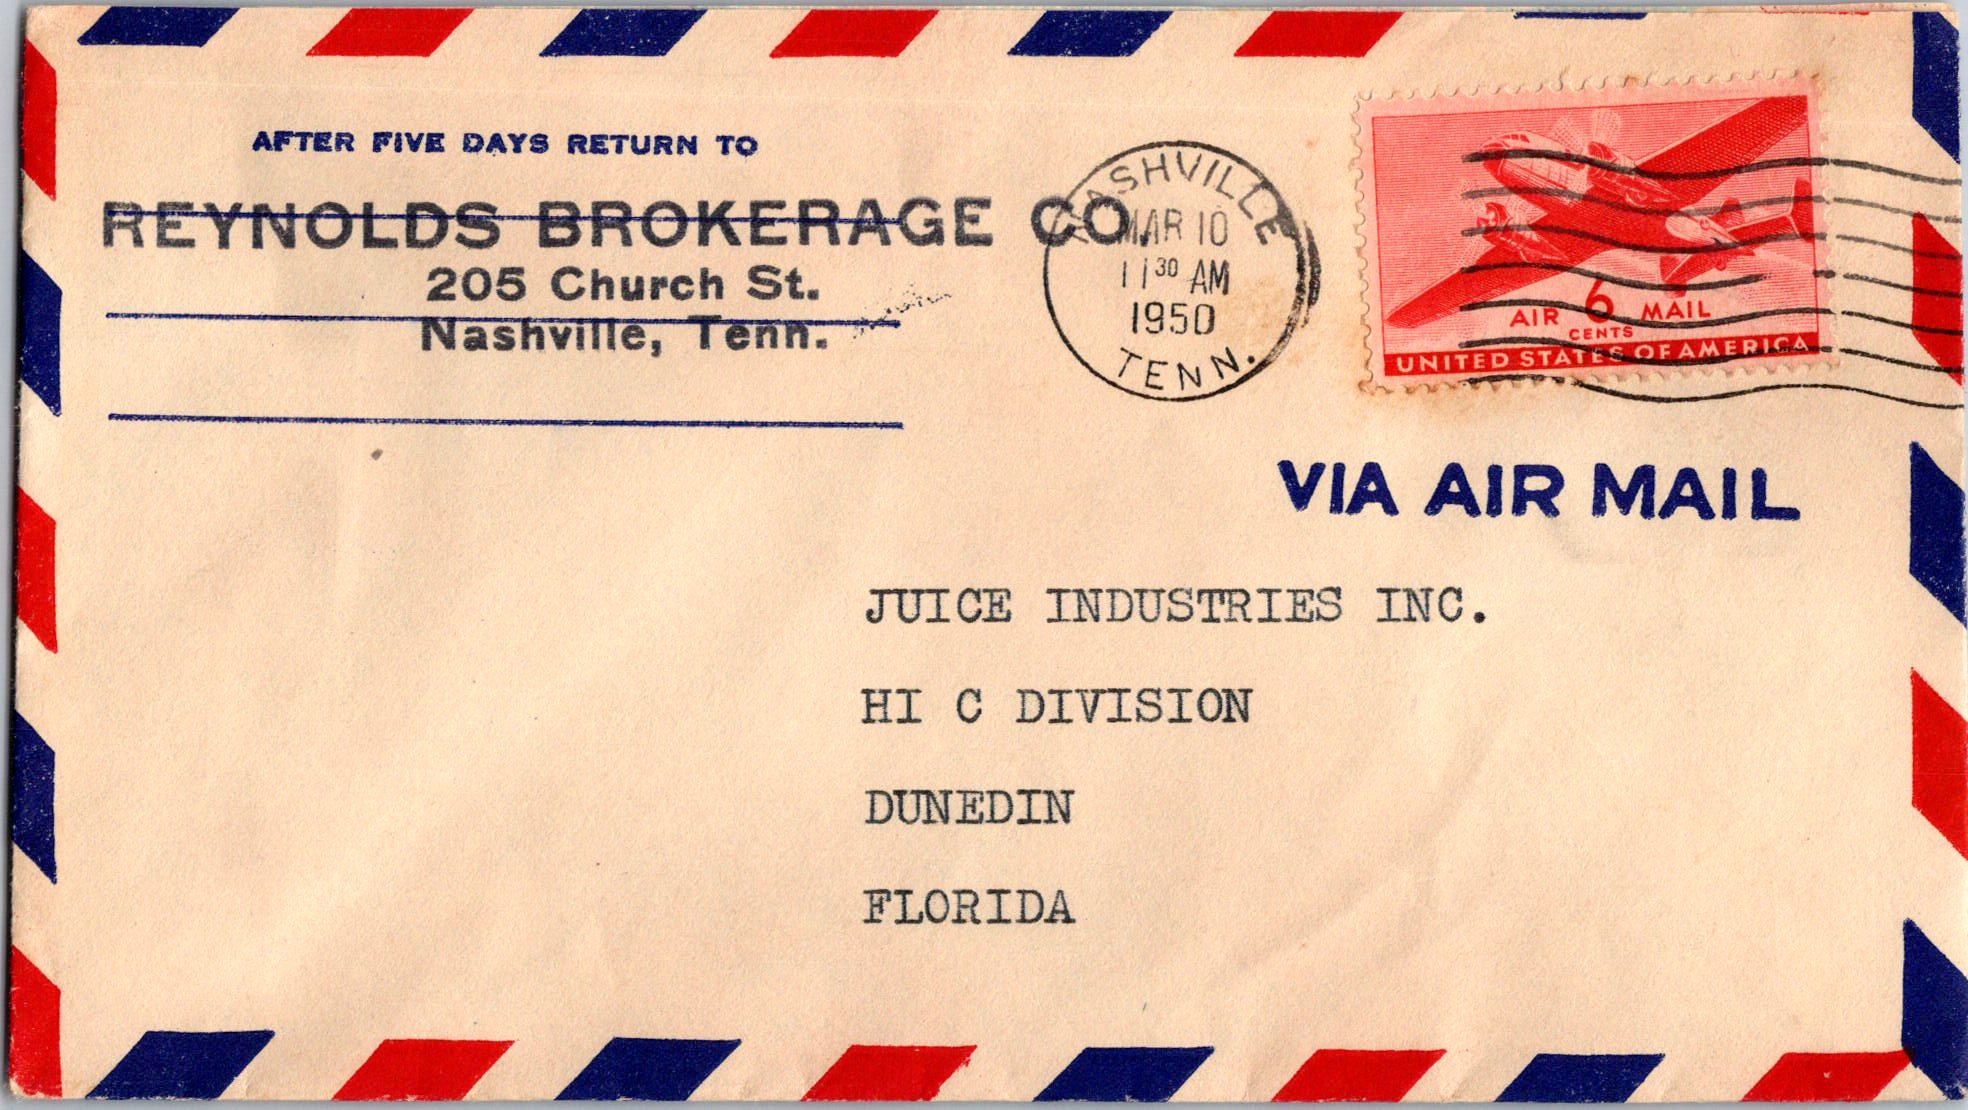 AFTER FIVE DAYS RETURN TO
REYNOLDS BROKERAGE CO.
205 Church St.
Nashville, Tenn.
NASHVILLE
MAR 10
11 30 AM
1950
TENN.
AIR 6 MAIL
CENTS
UNITED STATES OF AMERICA
VIA AIR MAIL
JUICE INDUSTRIES INC.
HI C DIVISION
DUNEDIN
FLORIDA